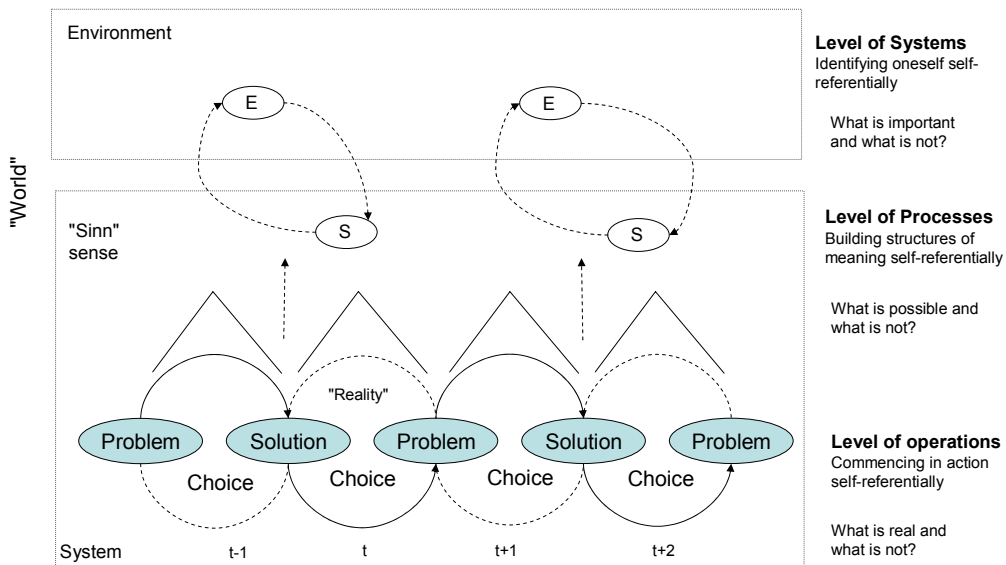 Environment
E
E
"World"
"Sinn"
sense
S
S
"Reality"
Problem
Solution
Problem
Solution
Problem
Choice
Choice
Choice
Choice
System
t-1
t
t+1
t+2
Level of Systems
Identifying oneself self-
referentially
What is important
and what is not?
Level of Processes
Building structures of
meaning self-referentially
What is possible and
what is not?
Level of operations
Commencing in action
self-referentially
What is real and
what is not?